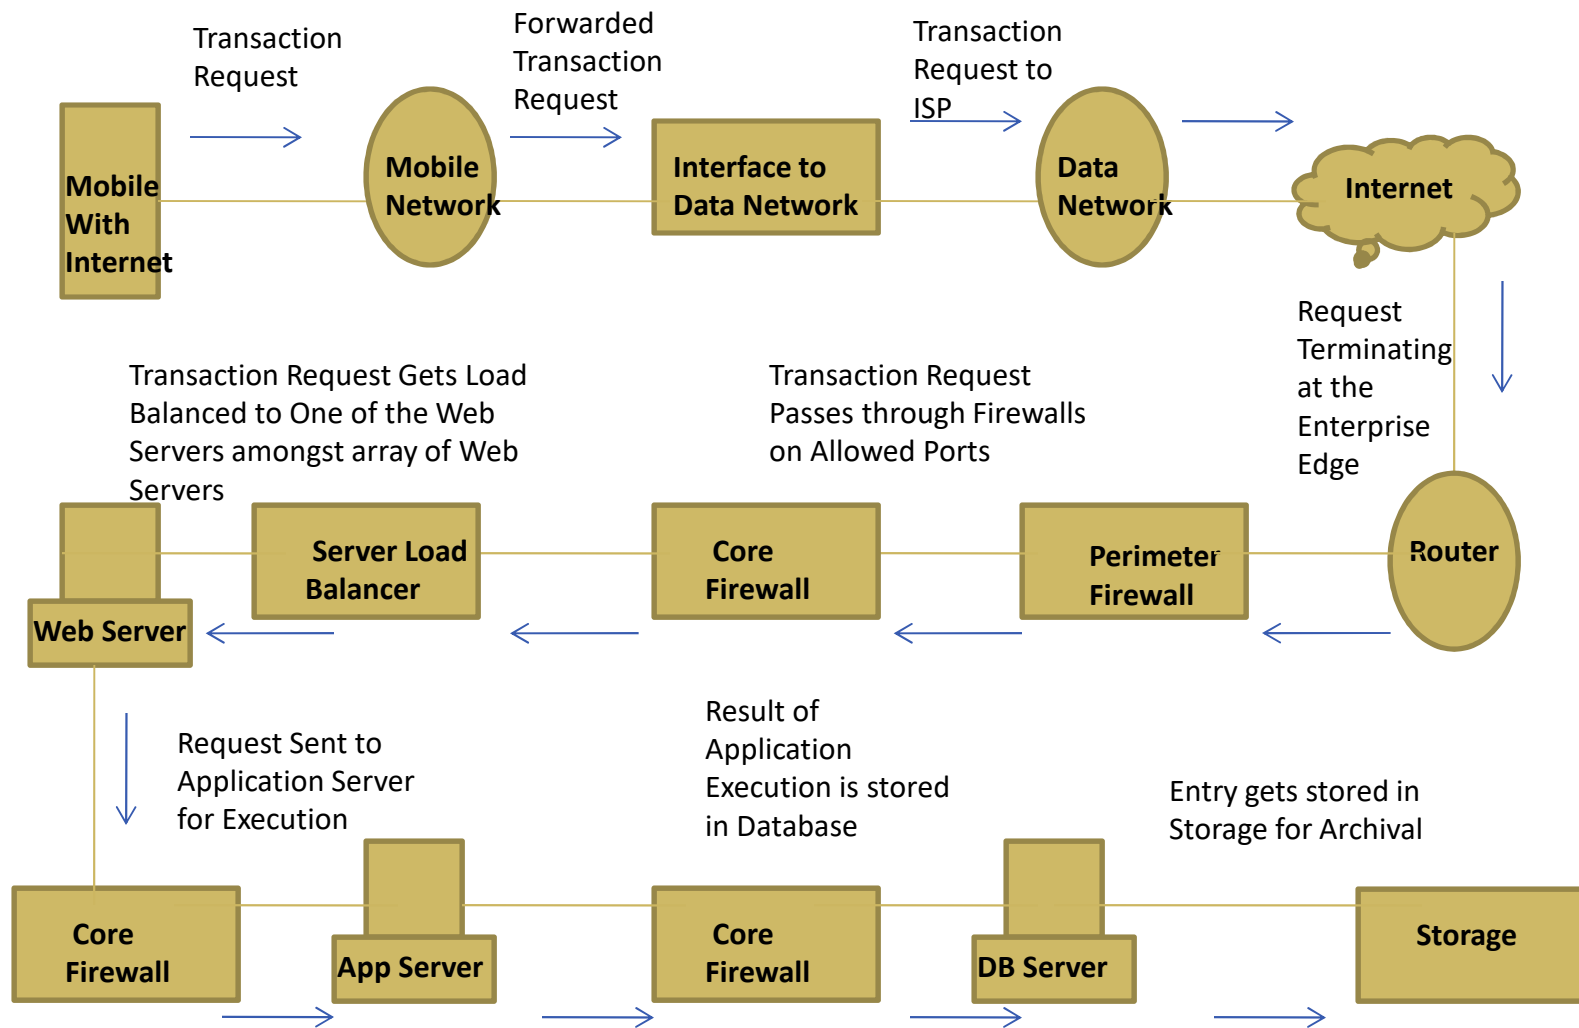 Transaction
Request
Forwarded
Transaction
Request
Transaction
Request to
ISP
Mobile
With
Internet
Mobile
Network
Interface to
Data Network
Data
Network
Internet
Request
Terminating
at the
Enterprise
Edge
Transaction Request Gets Load
Balanced to One of the Web
Servers amongst array of Web
Servers
Transaction Request
Passes through Firewalls
on Allowed Ports
Web Server
Server Load
Balancer
Core
Firewall
Perimeter
Firewall
Router
Request Sent to
Application Server
for Execution
Result of
Application
Execution is stored
in Database
Entry gets stored in
Storage for Archival
Core
Firewall
App Server
Core
Firewall
DB Server
Storage